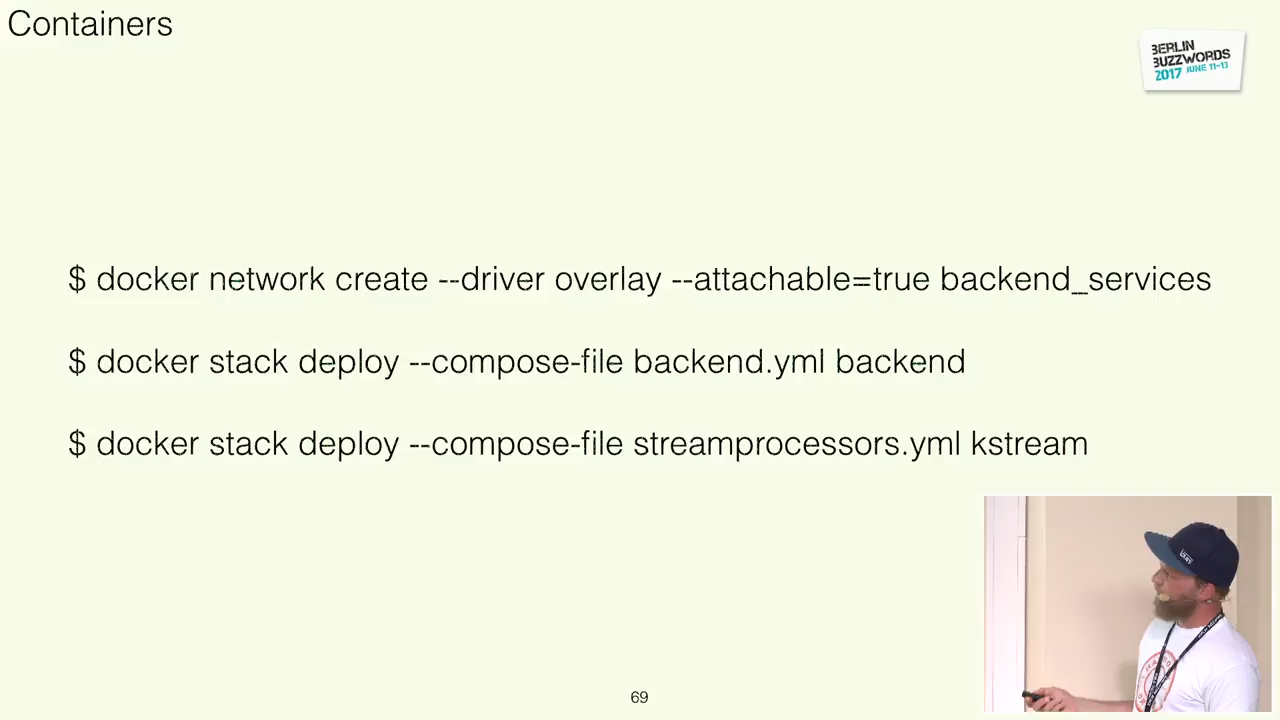 Containers
BERLIN
BUZZWORDS
2017 JUNE 11-13
$ docker network create --driver overlay --attachable=true backend_services
$ docker stack deploy --compose-file backend.yml backend
$ docker stack deploy --compose-file streamprocessors.yml kstream
69